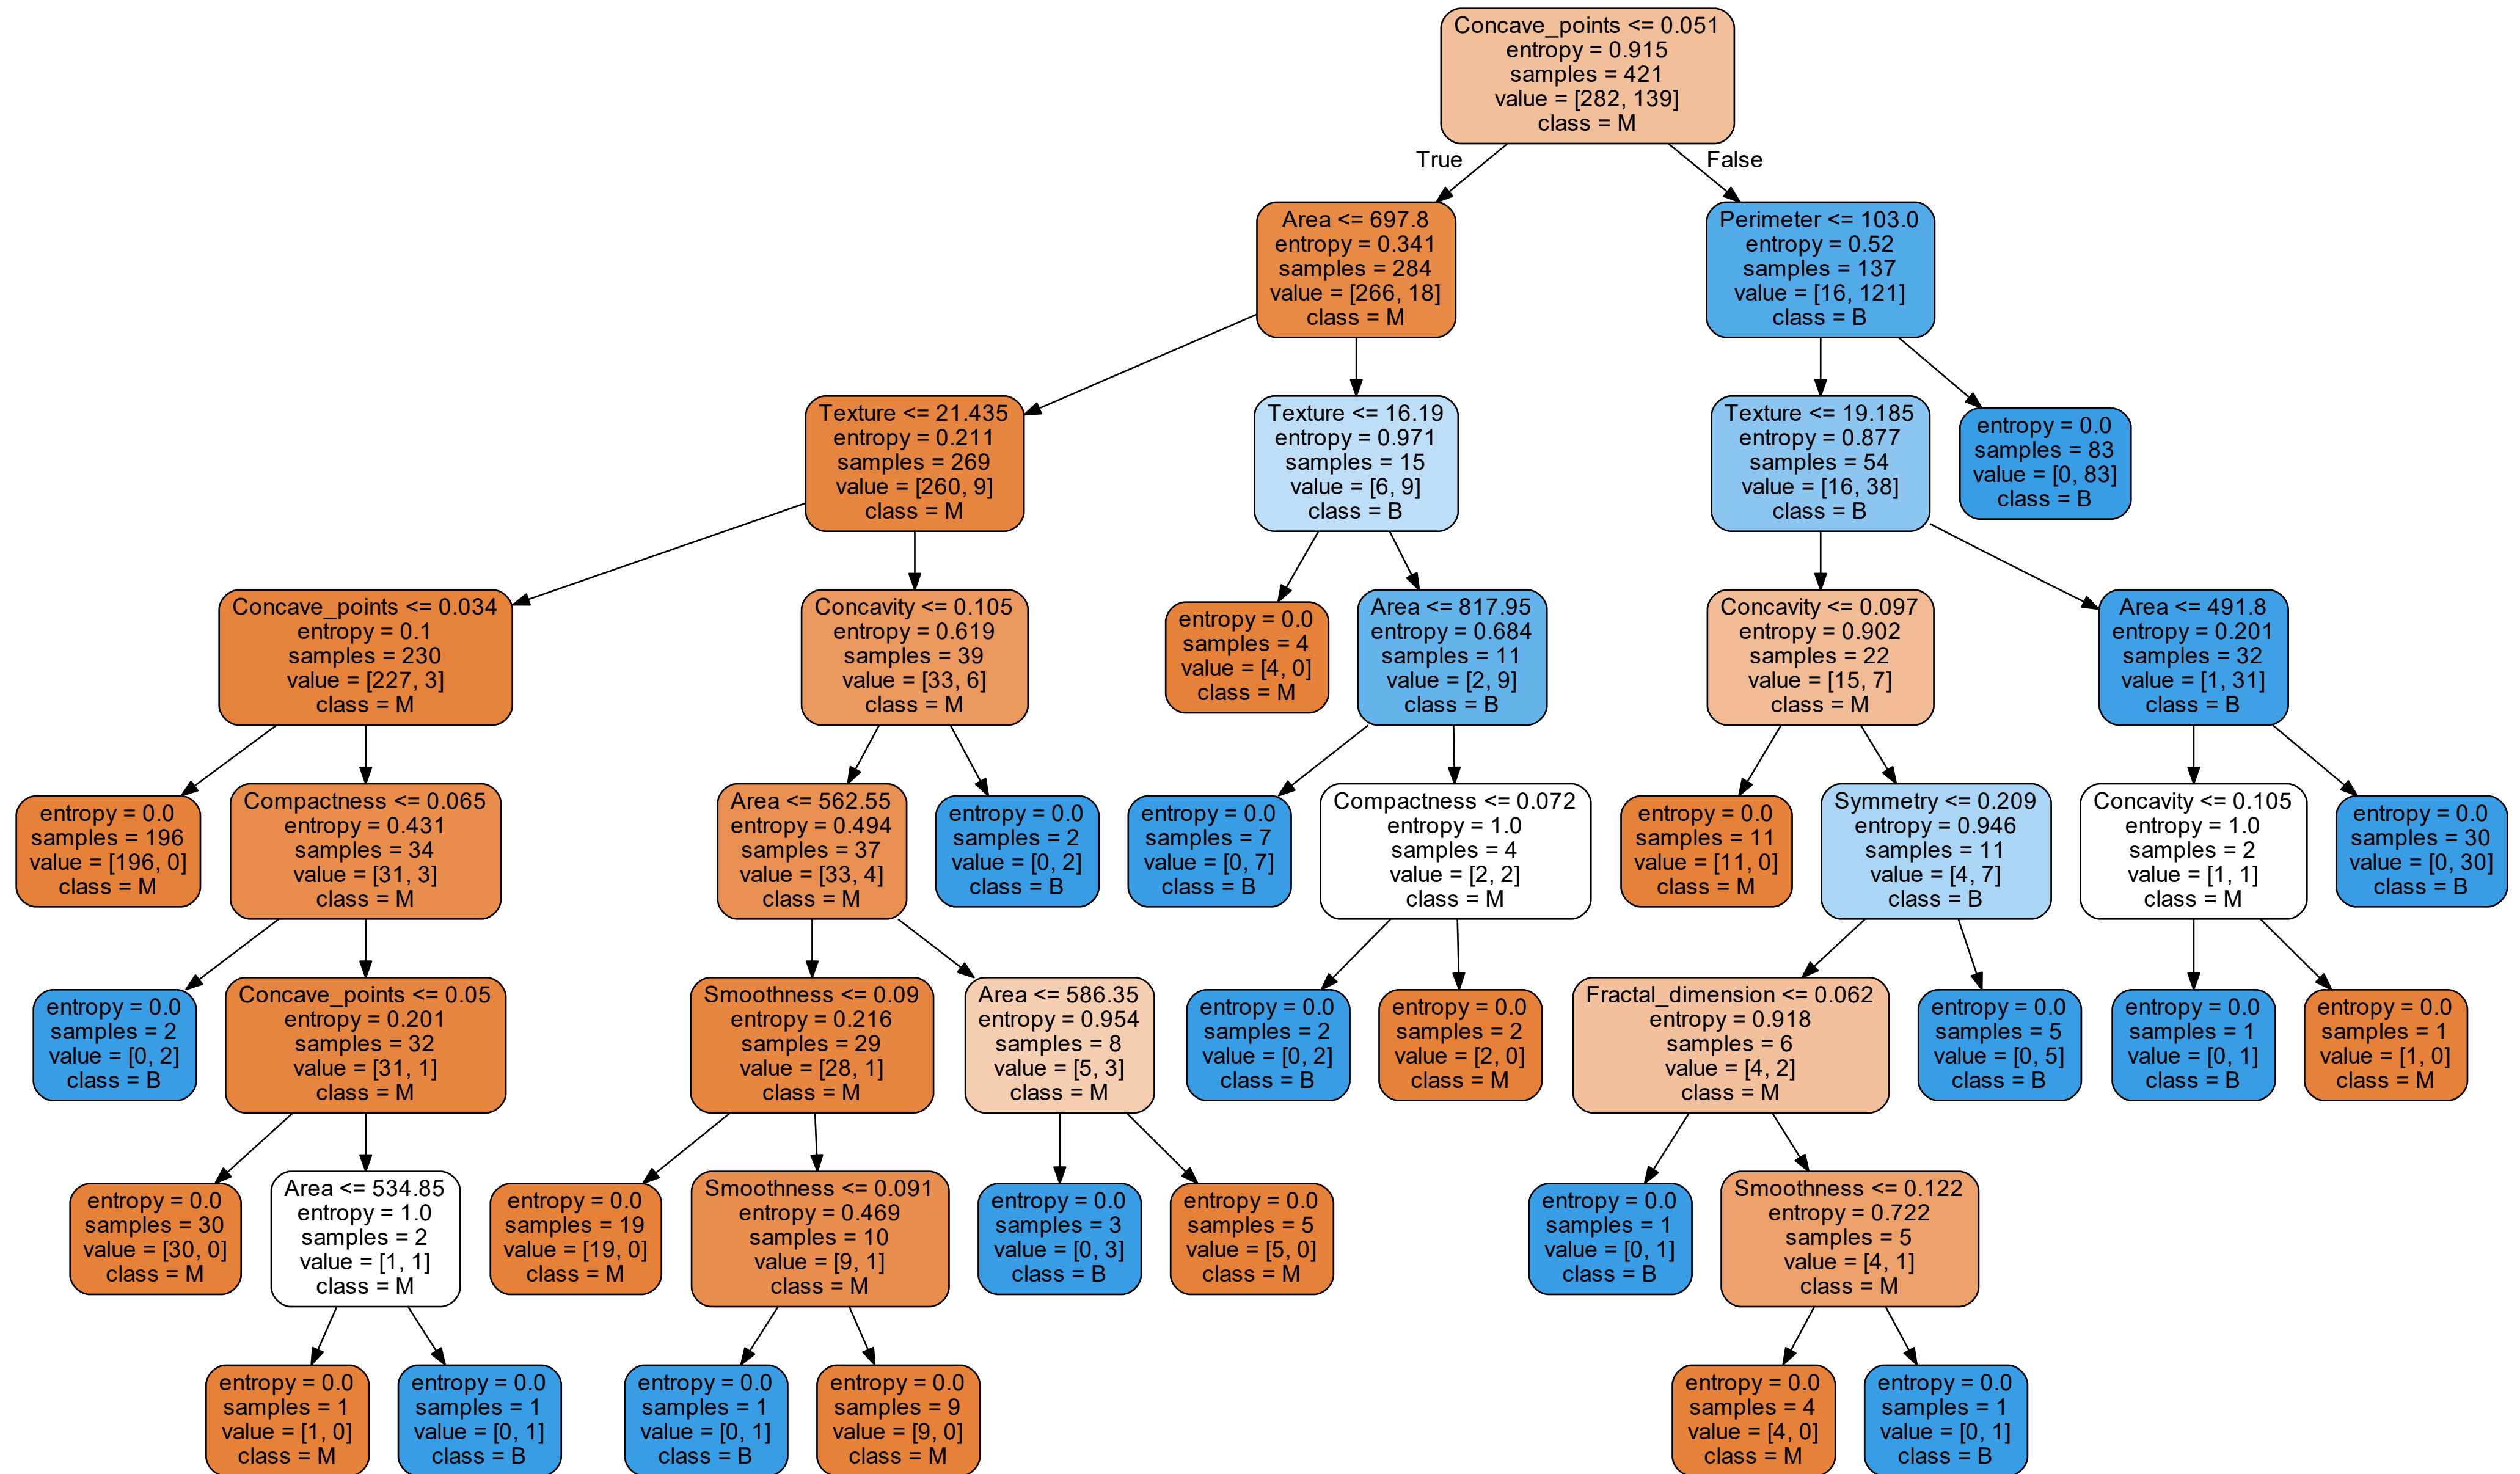 Concave_points <= 0.051
entropy = 0.915
samples = 421
value = [282, 139]
class = M
True
False
Area <= 697.8
entropy = 0.341
samples = 284
value = [266, 18]
class = M
Perimeter <= 103.0
entropy = 0.52
samples = 137
value = [16, 121]
class = B
Texture <= 21.435
entropy = 0.211
samples = 269
value = [260, 9]
class = M
Texture <= 16.19
entropy = 0.971
samples = 15
value = [6, 9]
class = B
Texture <= 19.185
entropy = 0.877
samples = 54
value = [16, 38]
class = B
entropy = 0.0
samples = 83
value = [0, 83]
class = B
Concave_points <= 0.034
entropy = 0.1
samples = 230
value = [227, 3]
class = M
Concavity <= 0.105
entropy = 0.619
samples = 39
value = [33, 6]
class = M
entropy = 0.0
samples = 4
value = [4, 0]
class = M
Area <= 817.95
entropy = 0.684
samples = 11
value = [2, 9]
class = B
Concavity <= 0.097
entropy = 0.902
samples = 22
value = [15, 7]
class = M
Area <= 491.8
entropy = 0.201
samples = 32
value = [1, 31]
class = B
entropy = 0.0
samples = 196
value = [196, 0]
class = M
Compactness <= 0.065
entropy = 0.431
samples = 34
value = [31, 3]
class = M
Area <= 562.55
entropy = 0.494
samples = 37
value = [33, 4]
class = M
entropy = 0.0
samples = 2
value = [0, 2]
class = B
entropy = 0.0
samples = 7
value = [0, 7]
class = B
Compactness <= 0.072
entropy = 1.0
samples = 4
value = [2, 2]
class = M
entropy = 0.0
samples = 11
value = [11, 0]
class = M
Symmetry <= 0.209
entropy = 0.946
samples = 11
value = [4, 7]
class = B
Concavity <= 0.105
entropy = 1.0
samples = 2
value = [1, 1]
class = M
entropy = 0.0
samples = 30
value = [0, 30]
class = B
entropy = 0.0
samples = 2
value = [0, 2]
class = B
Concave_points <= 0.05
entropy = 0.201
samples = 32
value = [31, 1]
class = M
Smoothness <= 0.09
entropy = 0.216
samples = 29
value = [28, 1]
class = M
Area <= 586.35
entropy = 0.954
samples = 8
value = [5, 3]
class = M
entropy = 0.0
samples = 2
value = [0, 2]
class = B
entropy = 0.0
samples = 2
value = [2, 0]
class = M
Fractal_dimension <= 0.062
entropy = 0.918
samples = 6
value = [4, 2]
class = M
entropy = 0.0
samples = 5
value = [0, 5]
class = B
entropy = 0.0
samples = 1
value = [0, 1]
class = B
entropy = 0.0
samples = 1
value = [1, 0]
class = M
entropy = 0.0
samples = 30
value = [30, 0]
class = M
Area <= 534.85
entropy = 1.0
samples = 2
value = [1, 1]
class = M
entropy = 0.0
samples = 19
value = [19, 0]
class = M
Smoothness <= 0.091
entropy = 0.469
samples = 10
value = [9, 1]
class = M
entropy = 0.0
samples = 3
value = [0, 3]
class = B
entropy = 0.0
samples = 5
value = [5, 0]
class = M
entropy = 0.0
samples = 1
value = [0, 1]
class = B
Smoothness <= 0.122
entropy = 0.722
samples = 5
value = [4, 1]
class = M
entropy = 0.0
samples = 1
value = [1, 0]
class = M
entropy = 0.0
samples = 1
value = [0, 1]
class = B
entropy = 0.0
samples = 1
value = [0, 1]
class = B
entropy = 0.0
samples = 9
value = [9, 0]
class = M
entropy = 0.0
samples = 4
value = [4, 0]
class = M
entropy = 0.0
samples = 1
value = [0, 1]
class = B